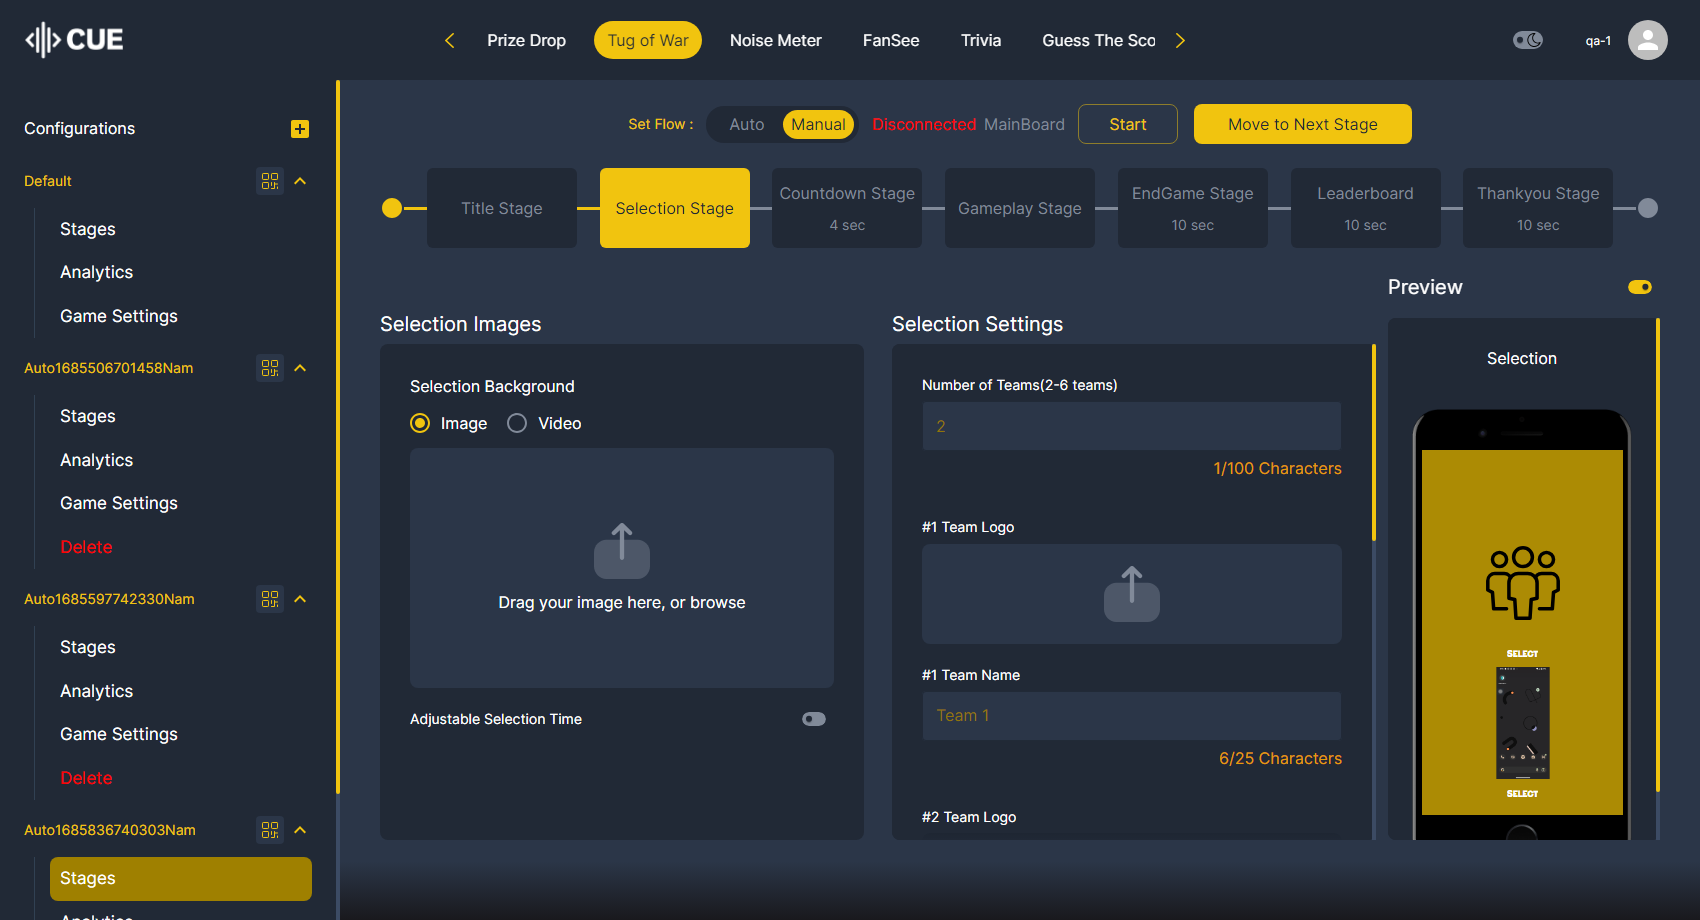 CUE
Prize Drop
Tug of War
Noise Meter
FanSee
Trivia
Guess The Sco
qa-1
Configurations
Default
Stages
Analytics
Game Settings
Auto1685506701458Nam
Stages
Analytics
Game Settings
Delete
Auto1685597742330Nam
Stages
Analytics
Game Settings
Delete
Auto1685836740303Nam
Stages
Analytics
Set Flow :
Auto
Manual
Disconnected MainBoard
Start
Move to Next Stage
Title Stage
Selection Stage
Countdown Stage
4 sec
Gameplay Stage
EndGame Stage
10 sec
Leaderboard
10 sec
Thankyou Stage
10 sec
Selection Images
Selection Background
Image
Video
Drag your image here, or browse
Adjustable Selection Time
Selection Settings
Number of Teams(2-6 teams)
2
1/100 Characters
#1 Team Logo
#1 Team Name
Team 1
6/25 Characters
#2 Team Logo
Preview
Selection
SELECT
SELECT